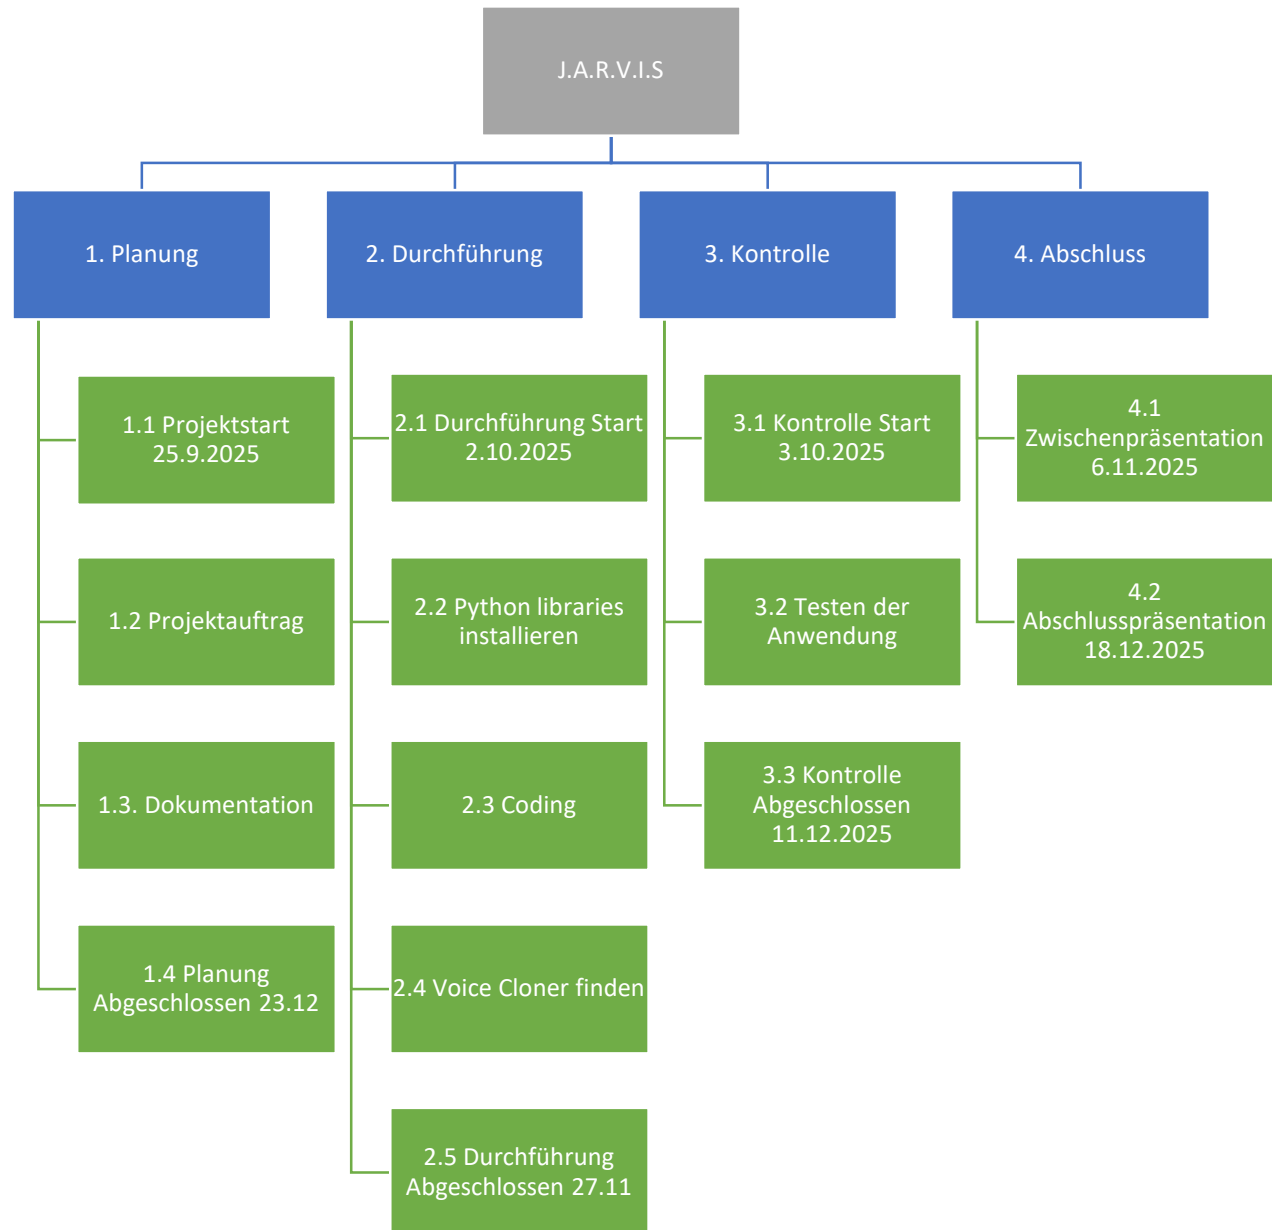 J.A.R.V.I.S
1. Planung
2. Durchführung
3. Kontrolle
4. Abschluss
1.1 Projektstart
25.9.2025
1.2 Projektauftrag
1.3. Dokumentation
1.4 Planung
Abgeschlossen 23.12
2.1 Durchführung Start
2.10.2025
2.2 Python libraries
installieren
2.3 Coding
2.4 Voice Cloner finden
2.5 Durchführung
Abgeschlossen 27.11
3.1 Kontrolle Start
3.10.2025
3.2 Testen der
Anwendung
3.3 Kontrolle
Abgeschlossen
11.12.2025
4.1
Zwischenpräsentation
6.11.2025
4.2
Abschlusspräsentation
18.12.2025